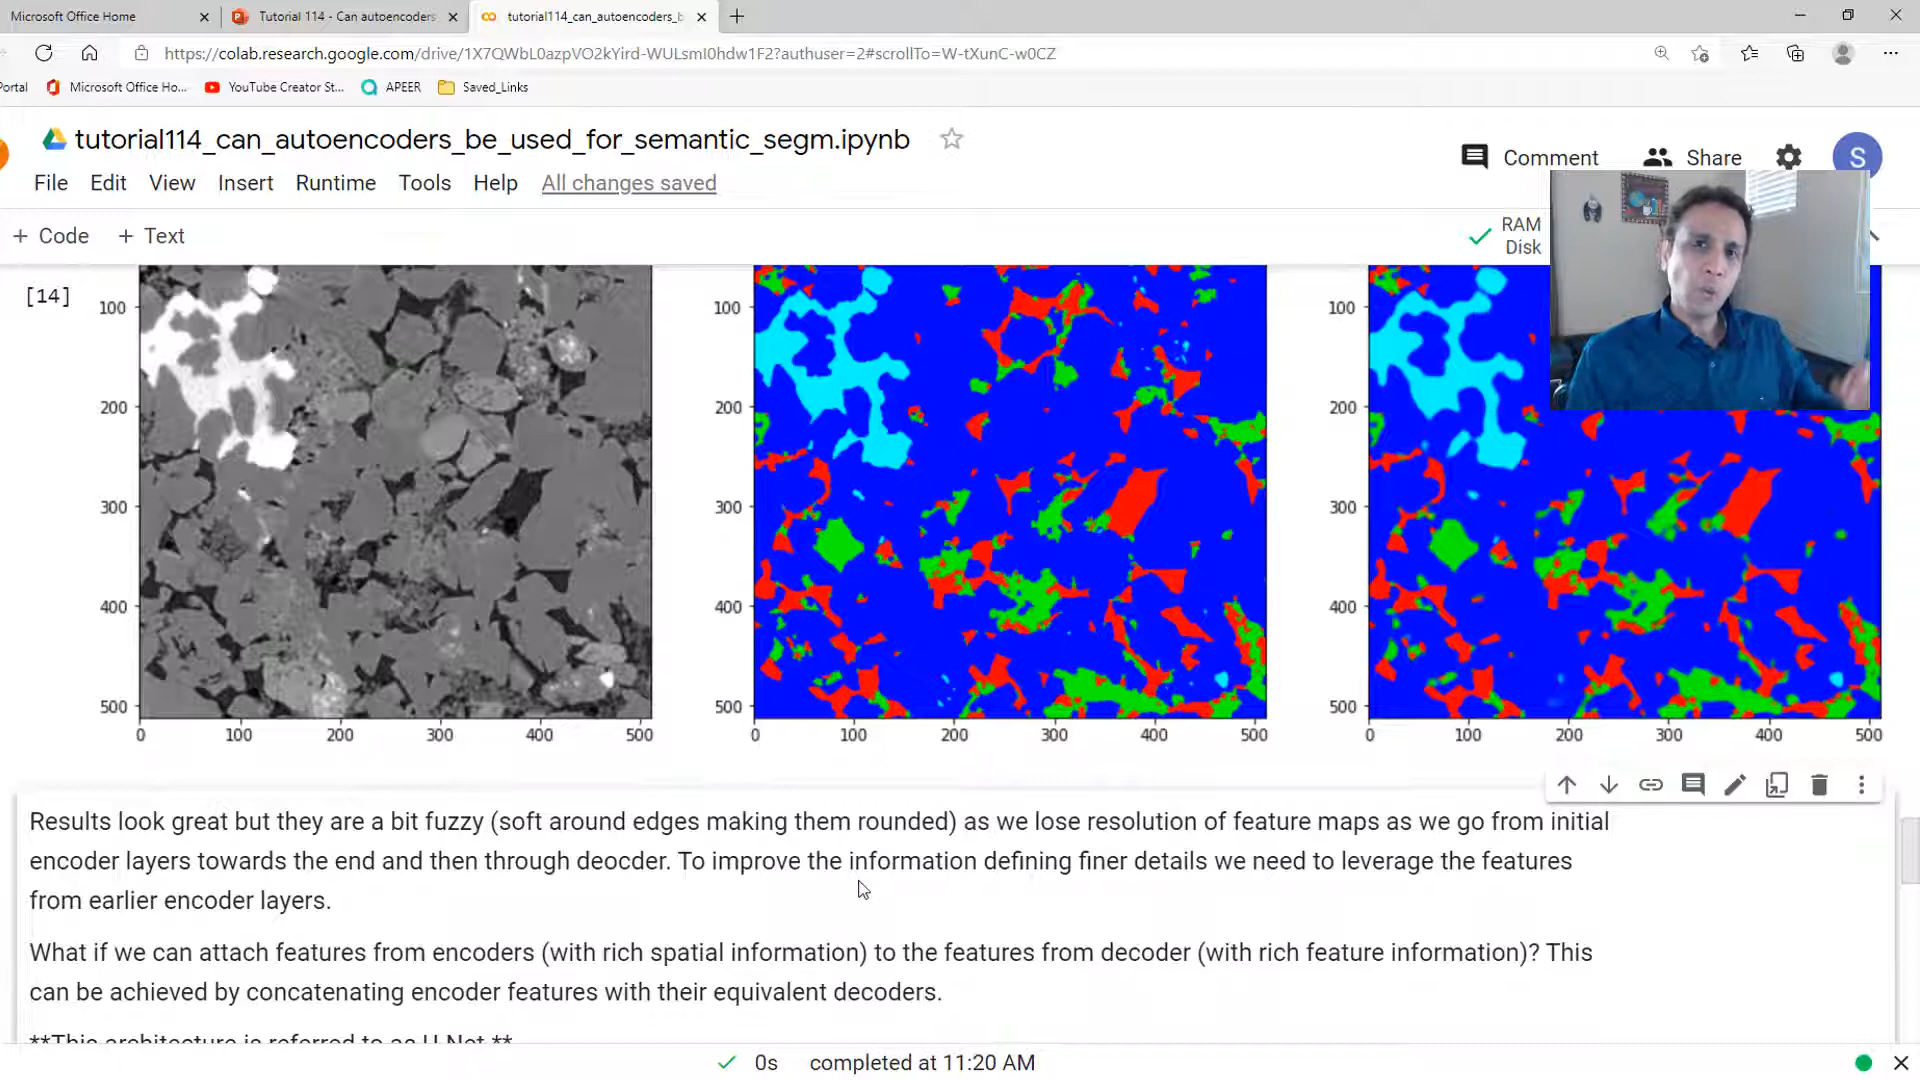 Microsoft Office Home
Tutorial 114 - Can autoencoders
tutorial114_can_autoencoders_b
https://colab.research.google.com/drive/1X7QWbL0azpVO2kYird-WULsmI0hdw1F2?authuser=2#scrollTo=W-tXunC-w0CZ
Portal
Microsoft Office Ho...
YouTube Creator St...
APEER
Saved_Links
tutorial114_can_autoencoders_be_used_for_semantic_segm.ipynb
Comment
Share
S
File Edit View Insert Runtime Tools Help All changes saved
+ Code + Text
RAM
Disk
[14]
100 100 100
200 200 200
300 300 300
400 400 400
500 500 500
0 100 200 300 400 500 0 100 200 300 400 500 0 100 200 300 400 500
Results look great but they are a bit fuzzy (soft around edges making them rounded) as we lose resolution of feature maps as we go from initial
encoder layers towards the end and then through deocder. To improve the information defining finer details we need to leverage the features
from earlier encoder layers.
What if we can attach features from encoders (with rich spatial information) to the features from decoder (with rich feature information)? This
can be achieved by concatenating encoder features with their equivalent decoders.
**This architecture is referred to as U-Net.**
0s completed at 11:20 AM